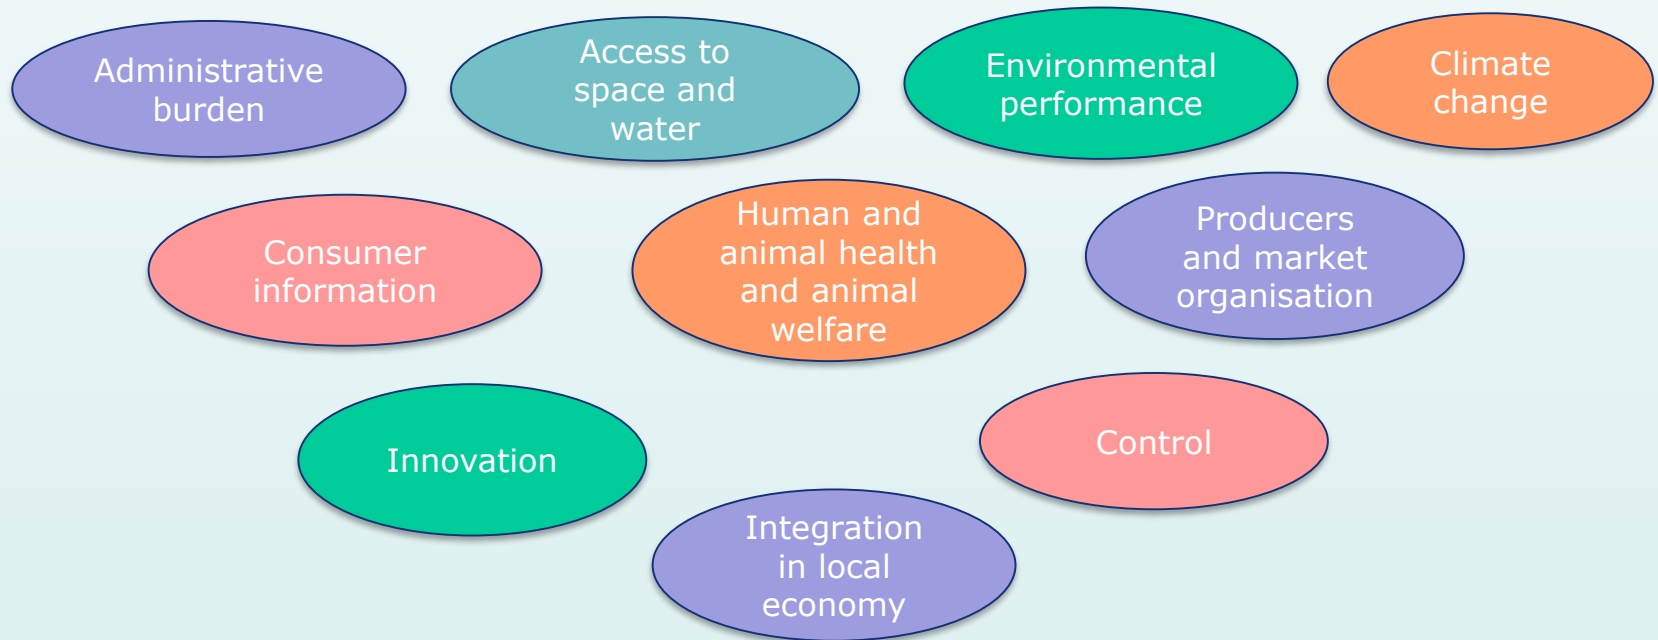 Administrative
burden
Access to
space and
water
Environmental
performance
Climate
change
Consumer
information
Human and
animal health
and animal
welfare
Producers
and market
organisation
Innovation
Control
Integration
in local
economy